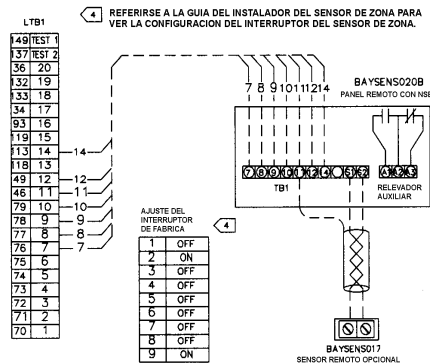 4 REFERIRSE A LA GUIA DEL INSTALADOR DEL SENSOR DE ZONA PARA
VER LA CONFIGURACION DEL INTERRUPTOR DEL SENSOR DE ZONA.
LTB1
149 TEST 1
137 TEST 2
36 20
132 19
133 18
34 17
93 16
119 15
113 14 14
118 13
49 12 12
46 11 11
79 10 10
78 9 9
77 8 8
76 7 7
75 6
74 5
73 4
72 3
71 2
70 1
7 8 9 10 11 12 14
BAYSENS020B
PANEL REMOTO CON NSE
7 8 9 10 11 12 14 S1 S2
A1 A2 A3
TB1
RELEVADOR
AUXILIAR
AJUSTE DEL
INTERRUPTOR
DE FABRICA
4
1 OFF
2 ON
3 OFF
4 OFF
5 OFF
6 OFF
7 OFF
8 OFF
9 ON
BAYSENS017
SENSOR REMOTO OPCIONAL